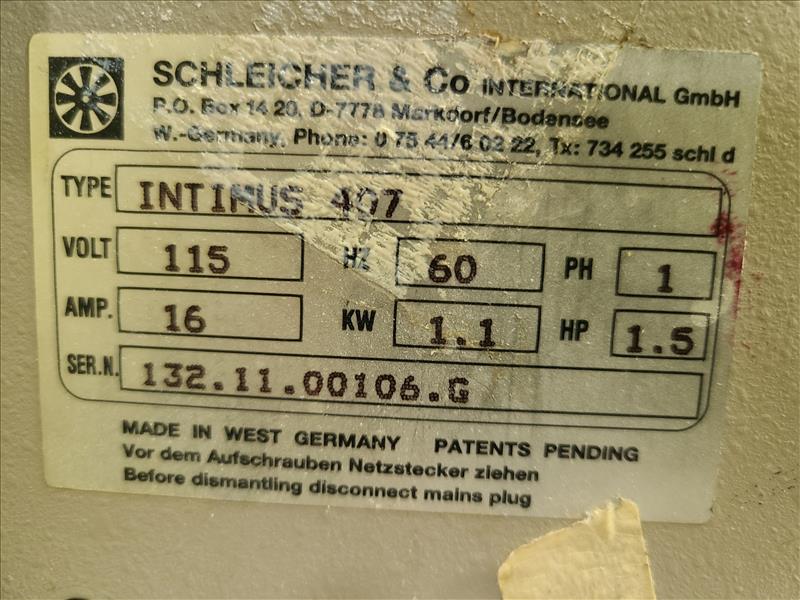 SCHLEICHER & Co INTERNATIONAL GmbH
P.O. Box 14 20, D-7778 Markdorf/Bodensee
W.-Germany, Phone: 0 75 44/6 02 22, Tx: 734 255 schl d
TYPE INTIMUS 407
VOLT 115 HZ 60 PH 1
AMP. 16 KW 1.1 HP 1.5
SER.N. 132.11.00106.G
MADE IN WEST GERMANY PATENTS PENDING
Vor dem Aufschrauben Netzstecker ziehen
Before dismantling disconnect mains plug